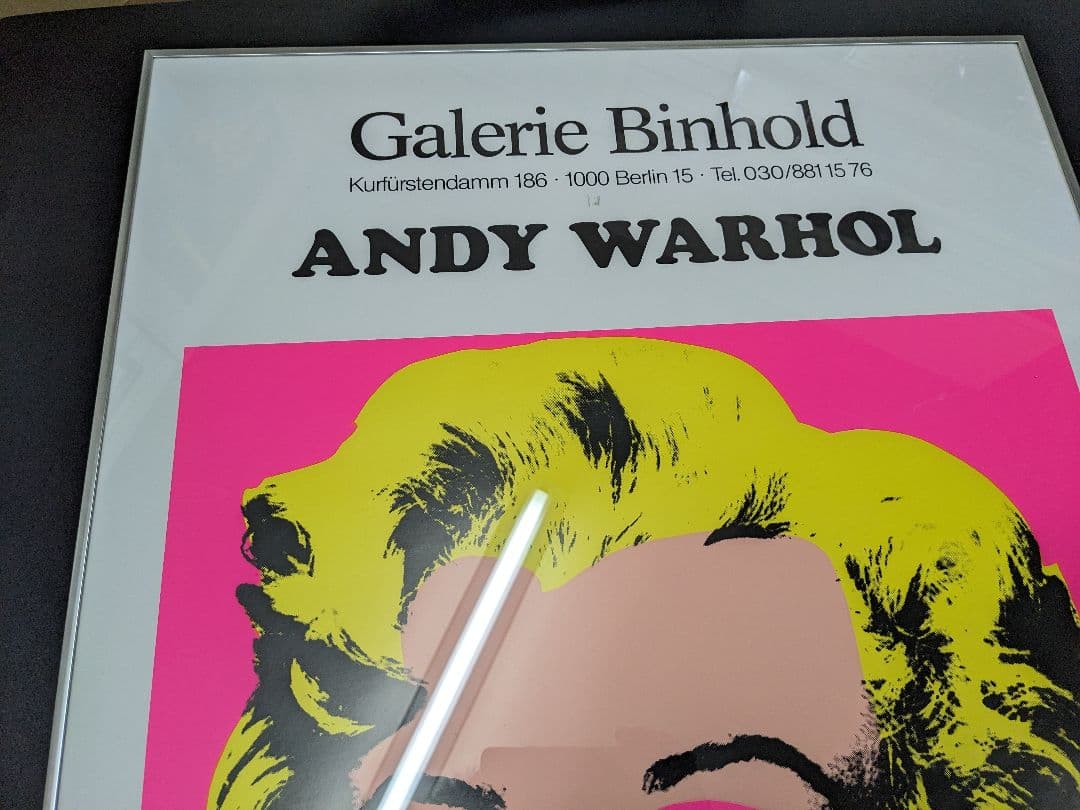 Galerie Binhold
Kurfürstendamm 186 · 1000 Berlin 15 · Tel. 030/881 15 76
ANDY WARHOL